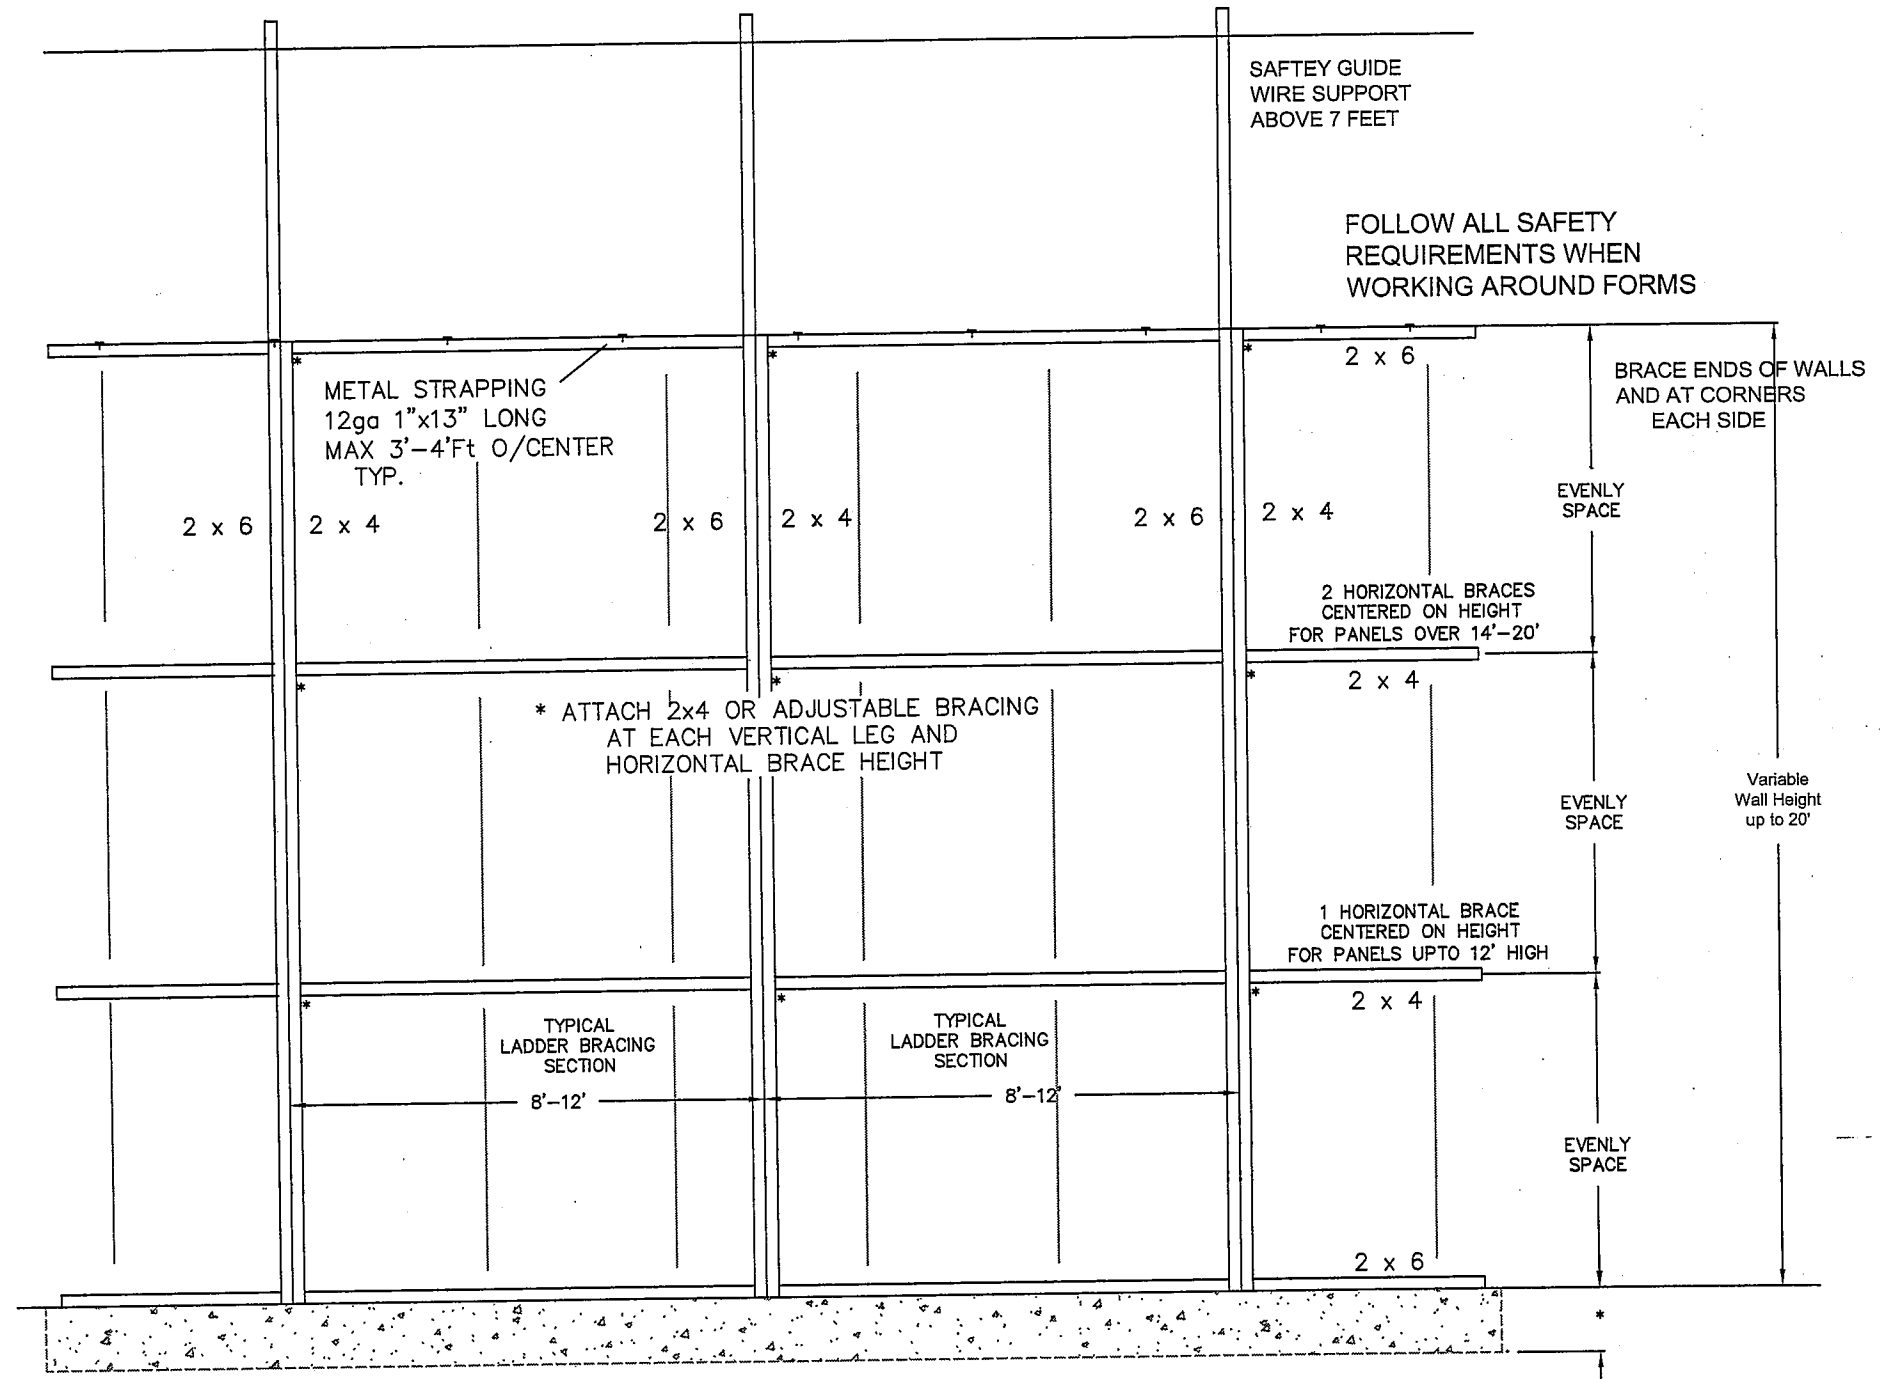 SAFTEY GUIDE
WIRE SUPPORT
ABOVE 7 FEET
FOLLOW ALL SAFETY
REQUIREMENTS WHEN
WORKING AROUND FORMS
2 x 6
BRACE ENDS OF WALLS
AND AT CORNERS
EACH SIDE
*
*
*
METAL STRAPPING
12ga 1"x13" LONG
MAX 3'-4'Ft O/CENTER
TYP.
2 x 6
2 x 4
2 x 6
2 x 4
2 x 6
2 x 4
EVENLY
SPACE
2 HORIZONTAL BRACES
CENTERED ON HEIGHT
FOR PANELS OVER 14'-20'
*
*
*
2 x 4
* ATTACH 2x4 OR ADJUSTABLE BRACING
AT EACH VERTICAL LEG AND
HORIZONTAL BRACE HEIGHT
EVENLY
SPACE
Variable
Wall Height
up to 20'
1 HORIZONTAL BRACE
CENTERED ON HEIGHT
FOR PANELS UPTO 12' HIGH
*
*
*
2 x 4
TYPICAL
LADDER BRACING
SECTION
8'-12'
TYPICAL
LADDER BRACING
SECTION
8'-12'
EVENLY
SPACE
2 x 6
*